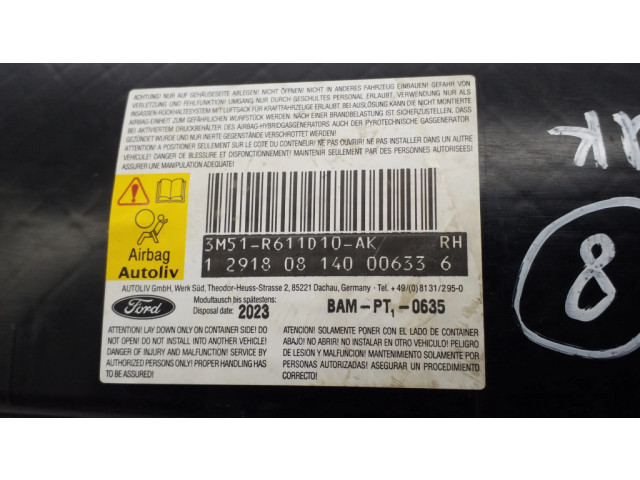 ACHTUNG! NUR AUF GEHÄUSESEITE ABLEGEN! NICHT ÖFFNEN! NICHT IN ANDERES FAHRZEUG EINBAUEN! GEFAHR VON
VERLETZUNG UND FEHLFUNKTION! UMGANG NUR DURCH GESCHULTES PERSONAL ERLAUBT. VERWENDUNG NUR ALS
INSASSEN-RÜCKHALTESYSTEM MIT LUFTSACK FÜR KRAFTFAHRZEUGE ERLAUBT. BEI AUSLÖSUNG KANN DIE NICHT MONTIERTE
AIRBAG-EINHEIT ZUM GEFÄHRLICHEN WURFSTÜCK WERDEN. NACH EINER BRANDBELASTUNG IST SICHERZUSTELLEN, DASS
BEI AKTIVIERTEM DRUCKBEHÄLTER DES AIRBAG-HYBRIDGASGENERATORS AUCH DER PYROTECHNISCHE GASGENERATOR
GEZÜNDET WURDE UND NUR INERTE GEGENSTÄNDE VERSCHROTTET WERDEN!
ATTENTION! A POSITIONER SEULEMENT SUR LE COTE DU CONTENEUR! NE PAS OUVRIR! NE PAS INSTALLER DANS UN AUTRE
VEHICULE! DANGER DE BLESSURE ET DISFONCTIONNEMENT! MAINTENIR SEULEMENT PAR DES PERSONNES AUTORISEES!
ASSURER UNE MANIPULATION ADEQUATE!
Airbag
Autoliv
3M51-R611D10-AK RH
1 2918 08 140 00633 6
AUTOLIV GmbH, Werk Süd, Theodor-Heuss-Strasse 2, 85221 Dachau, Germany - Tel. +49/(0)8131/295-0
Ford
Modultausch bis spätestens:
Disposal date: 2023
BAM-PT₁-0635
ATTENTION! LAY DOWN ONLY ON CONTAINER SIDE! DO
NOT OPEN! DO NOT INSTALL INTO ANOTHER VEHICLE!
DANGER OF INJURY AND MALFUNCTION! SERVICE BY
AUTHORIZED PERSONS ONLY! PROPER HANDLING HAS
TO BE ASSURED!
ATENCION! SOLAMENTE PONER CON EL LADO DE CONTAINER
ABAJO! NO ABRIR! NO INSTALAR EN OTRO VEHICULO! PELIGRO
DE LESION Y MALFUNCTION! MANTENER SOLAMENTE POR
PERSONAS AUTORIZADAS! ASEGURAR UN PROCEDIMIENTO
CORRECTO!
8